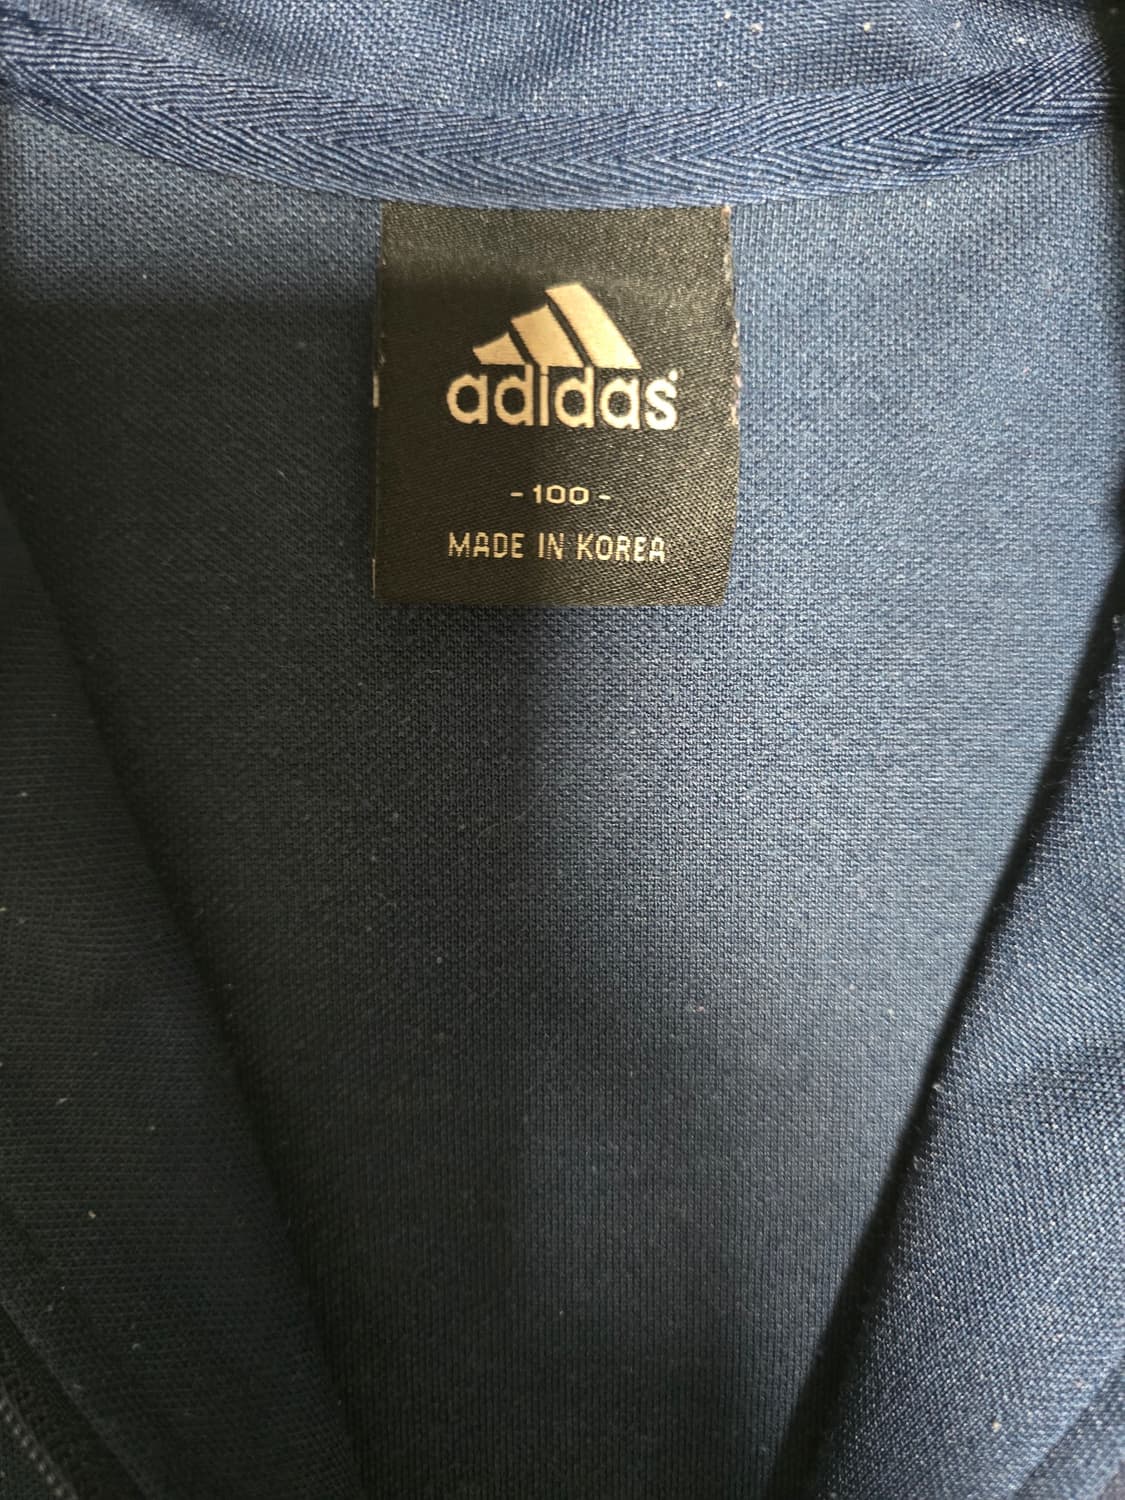 adidas
- 100 -
MADE IN KOREA